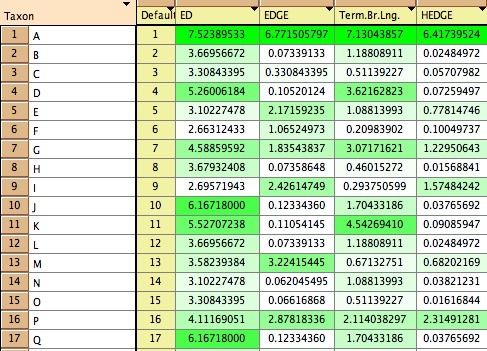 Taxon Default ED EDGE Term.Br.Lng. HEDGE
1 A 1 7.52389533 6.771505797 7.13043857 6.41739524
2 B 2 3.66956672 0.07339133 1.18808911 0.02484972
3 C 3 3.30843395 0.330843395 0.51139227 0.05707982
4 D 4 5.26006184 0.10520124 3.62162823 0.07259497
5 E 5 3.10227478 2.17159235 1.08813993 0.77814746
6 F 6 2.66312433 1.06524973 0.20983902 0.10049737
7 G 7 4.58859592 1.83543837 3.07171621 1.22950643
8 H 8 3.67932408 0.07358648 0.46015272 0.01568841
9 I 9 2.69571943 2.42614749 0.293750599 1.57484242
10 J 10 6.16718000 0.12334360 1.70433186 0.03765692
11 K 11 5.52707238 0.11054145 4.54269410 0.09085947
12 L 12 3.66956672 0.07339133 1.18808911 0.02484972
13 M 13 3.58239384 3.22415445 0.67132751 0.68202169
14 N 14 3.10227478 0.062045495 1.08813993 0.03821231
15 O 15 3.30843395 0.06616868 0.51139227 0.01616844
16 P 16 4.11169051 2.87818336 2.114038297 2.31491281
17 Q 17 6.16718000 0.12334360 1.70433186 0.03765692